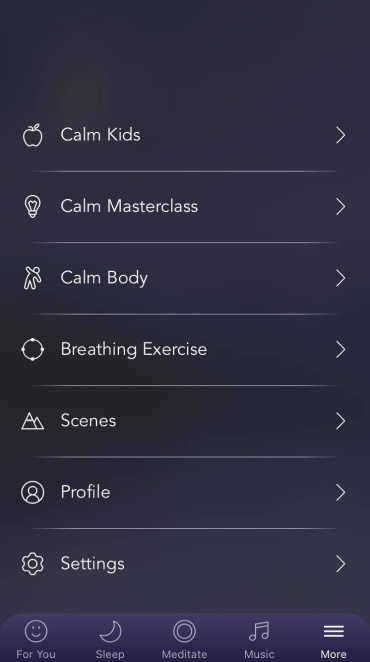 Calm Kids
Calm Masterclass
Calm Body
Breathing Exercise
Scenes
Profile
Settings
For You Sleep Meditate Music More